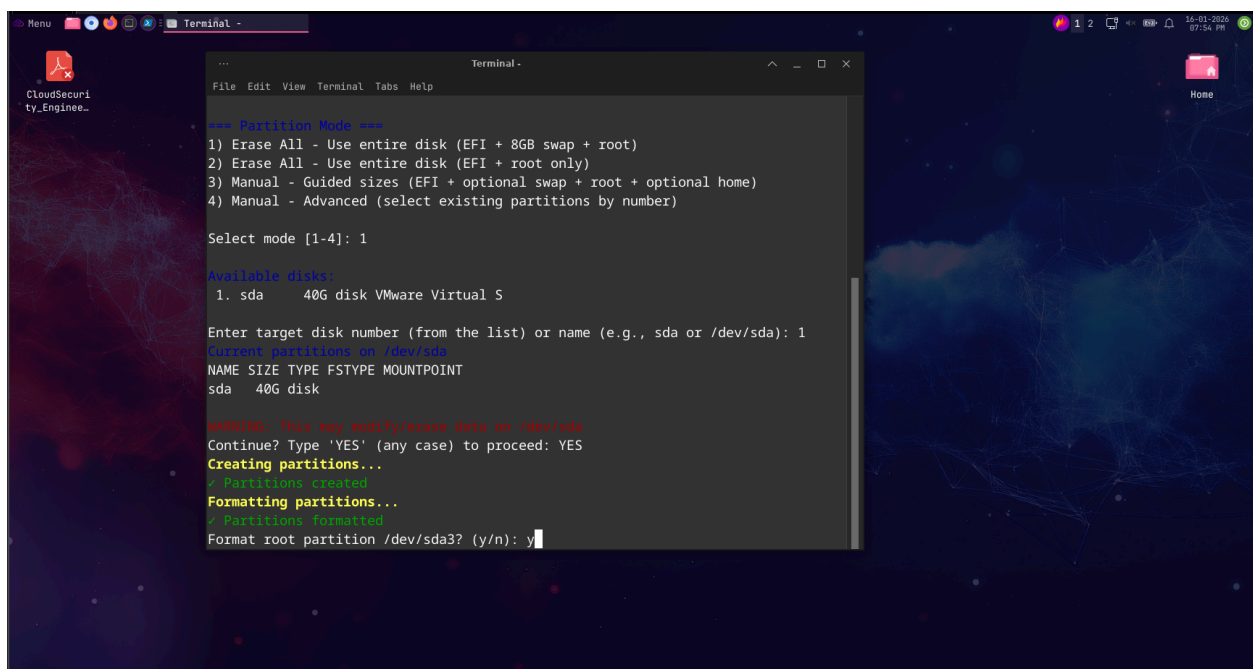 Menu
Terminal -
1 2
16-01-2026
07:54 PM
CloudSecuri
ty_Enginee…
Home
... Terminal -
File Edit View Terminal Tabs Help
=== Partition Mode ===
1) Erase All - Use entire disk (EFI + 8GB swap + root)
2) Erase All - Use entire disk (EFI + root only)
3) Manual - Guided sizes (EFI + optional swap + root + optional home)
4) Manual - Advanced (select existing partitions by number)
Select mode [1-4]: 1
Available disks:
1. sda 40G disk VMware Virtual S
Enter target disk number (from the list) or name (e.g., sda or /dev/sda): 1
Current partitions on /dev/sda
NAME SIZE TYPE FSTYPE MOUNTPOINT
sda 40G disk
WARNING: This may modify/erase data on /dev/sda
Continue? Type 'YES' (any case) to proceed: YES
Creating partitions...
✓ Partitions created
Formatting partitions...
✓ Partitions formatted
Format root partition /dev/sda3? (y/n): y